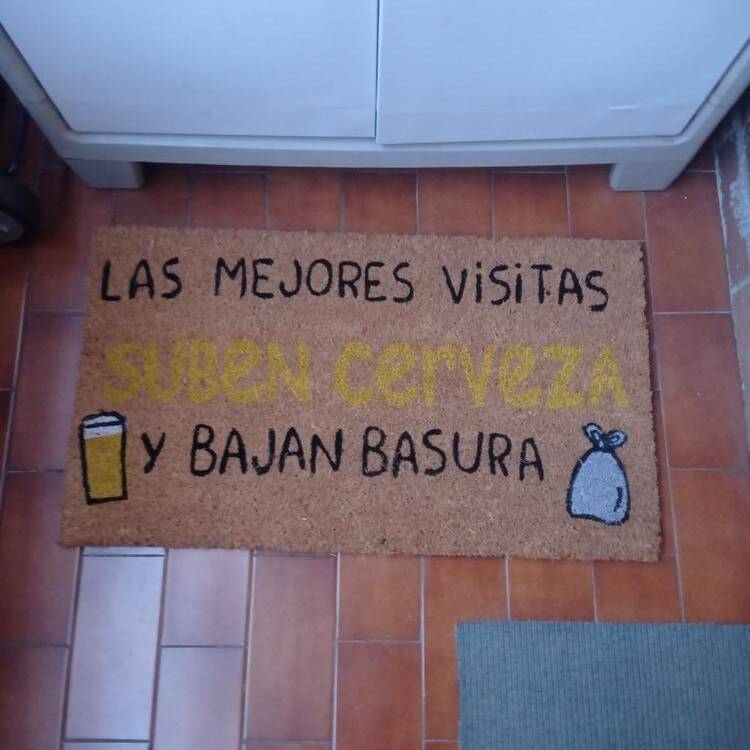 LAS MEJORES VISITAS
SUBEN CERVEZA
Y BAJAN BASURA